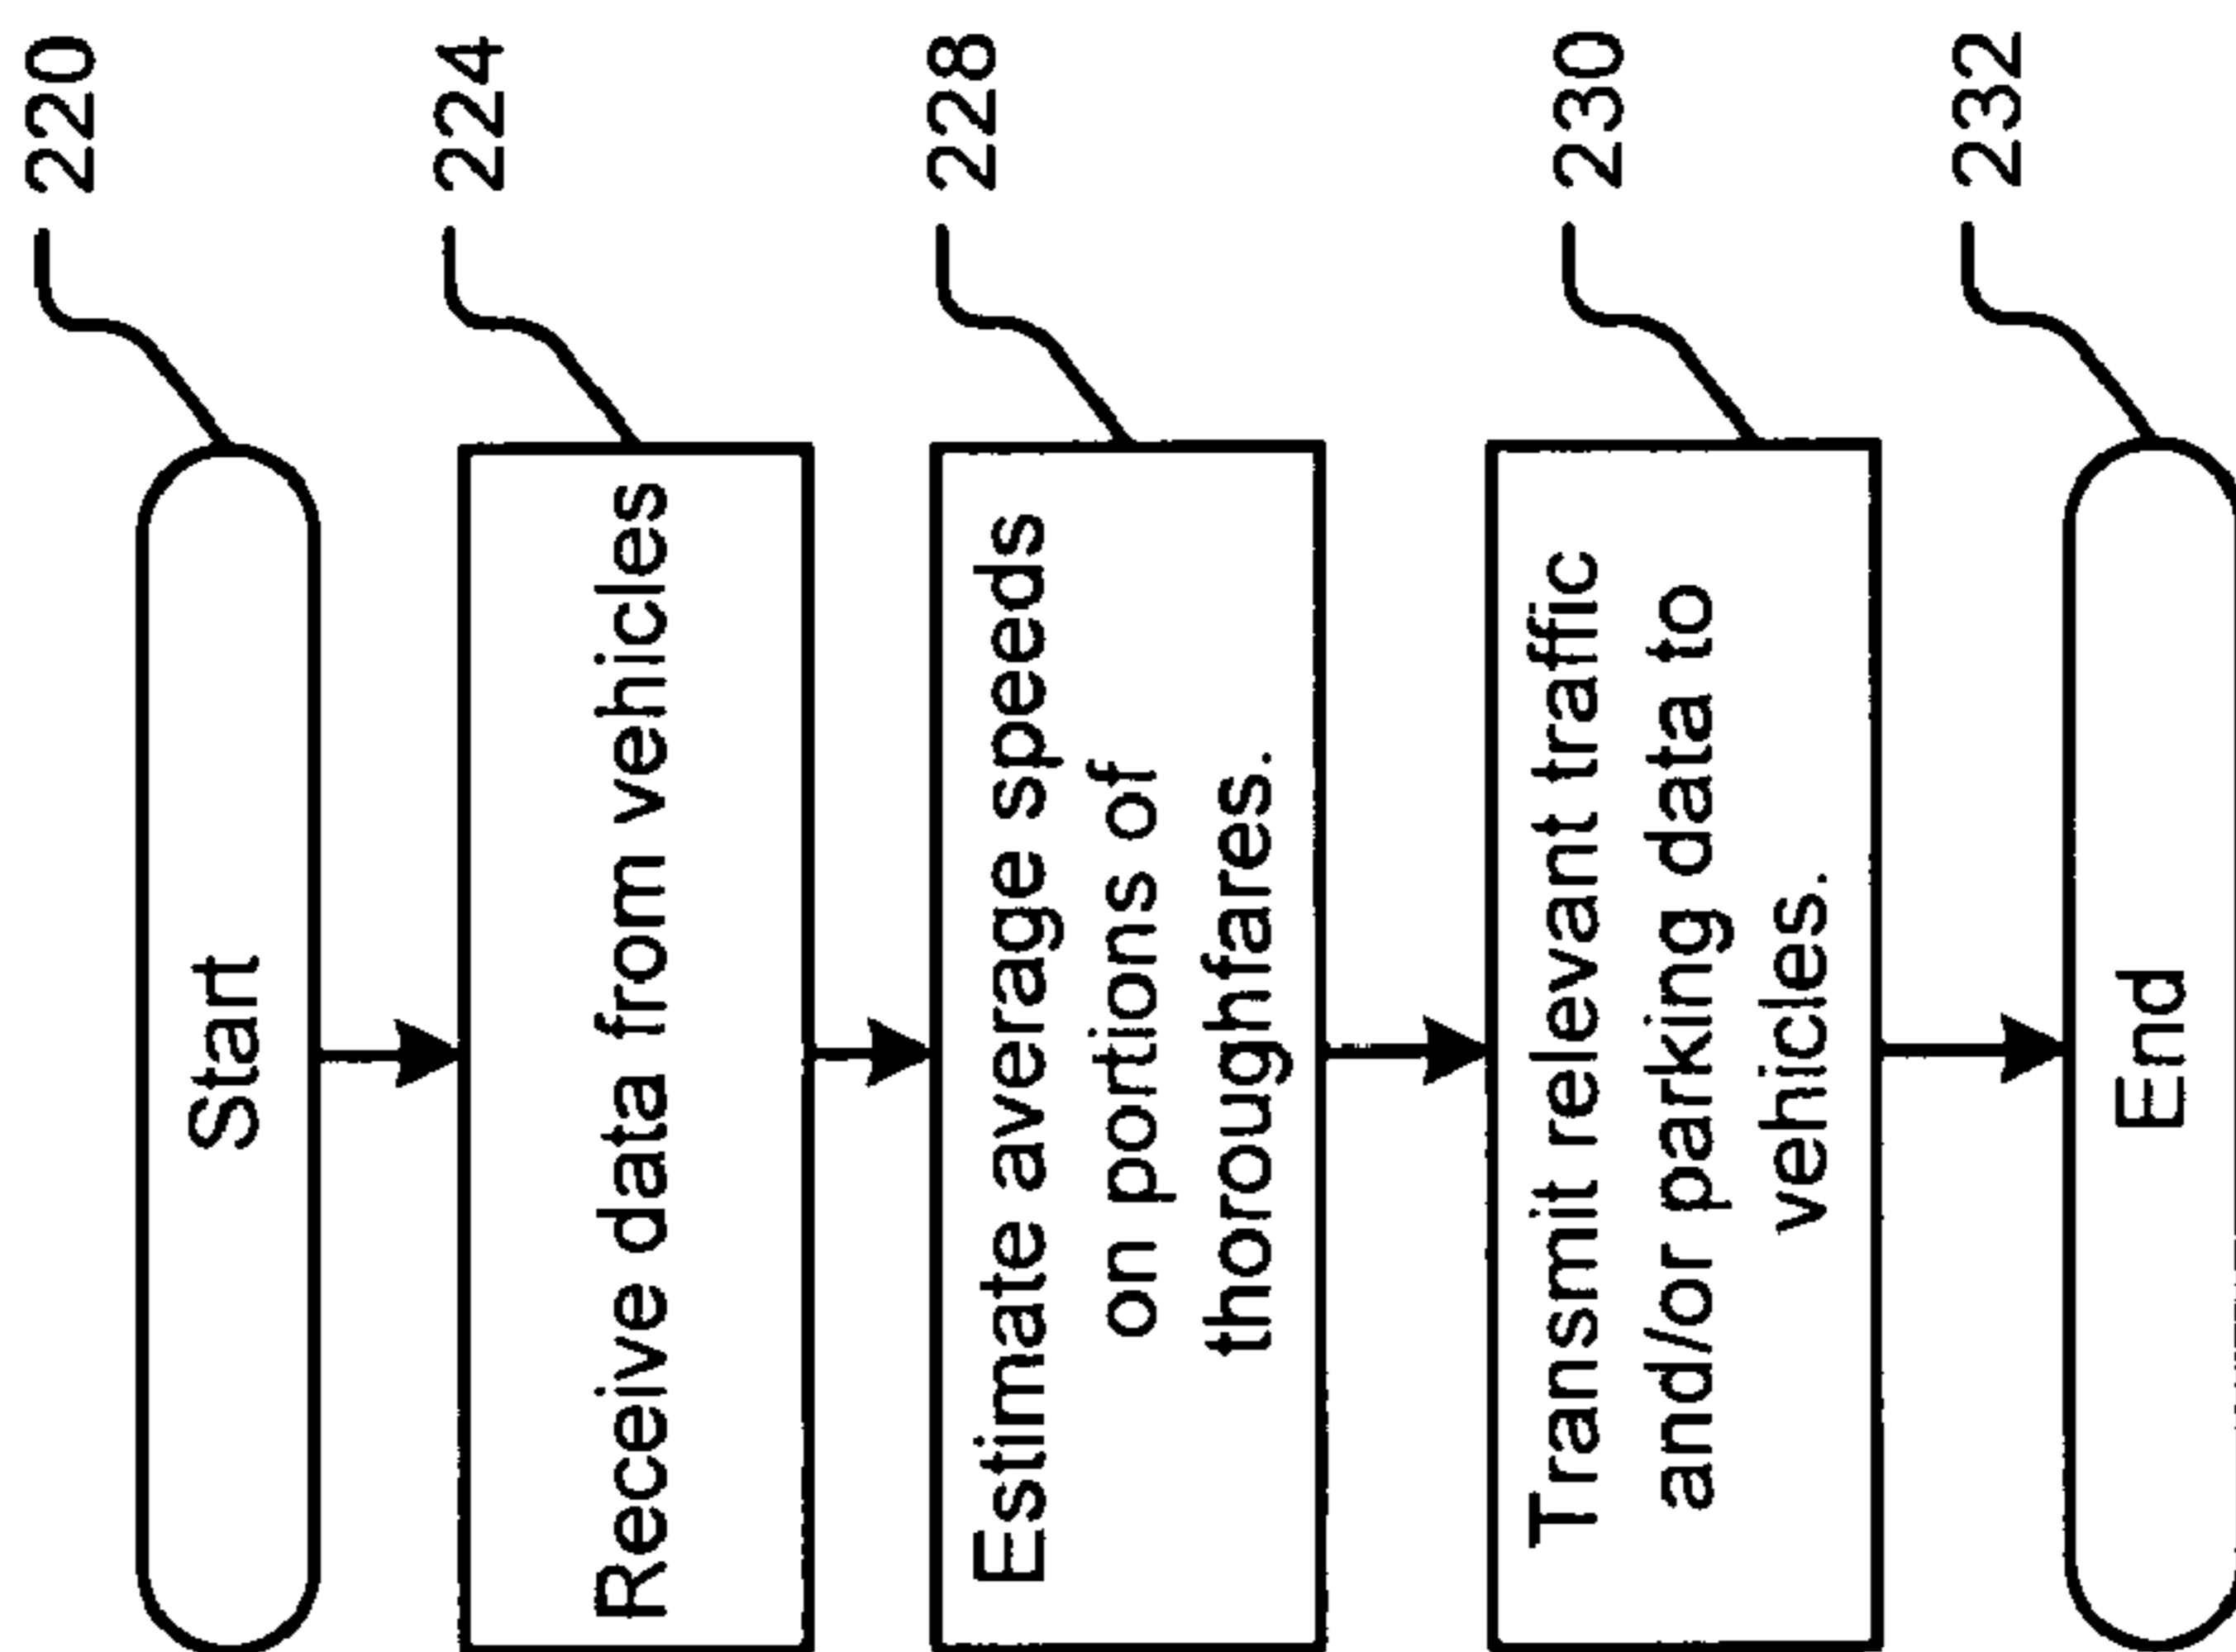 Start
220
Receive data from vehicles
224
Estimate average speeds
on portions of
thoroughfares.
228
Transmit relevant traffic
and/or parking data to
vehicles.
230
End
232